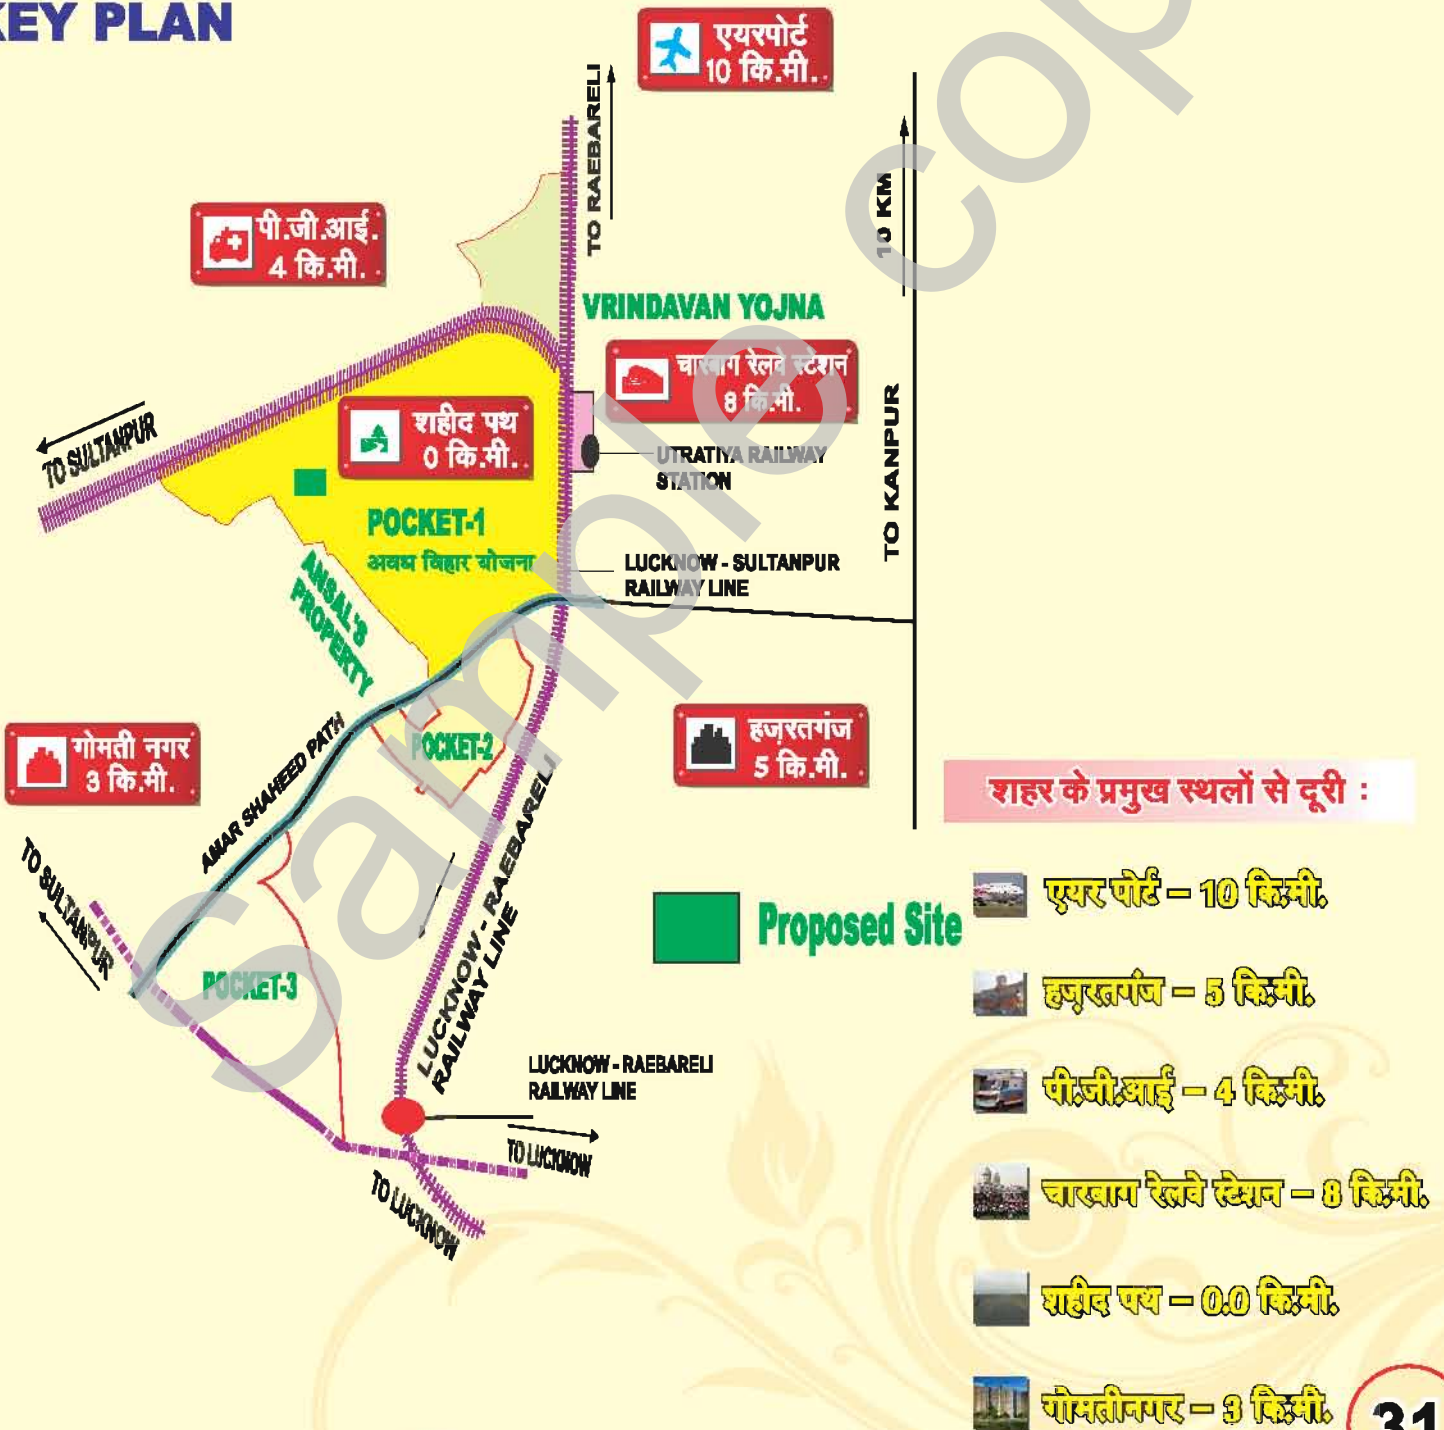 KEY PLAN
एयरपोर्ट
10 कि.मी.
TO RAEBARELI
10 KM
पी.जी.आई.
4 कि.मी.
VRINDAVAN YOJNA
चारबाग रेलवे स्टेशन
8 कि.मी.
TO SULTANPUR
शहीद पथ
0 कि.मी.
UTRATIYA RAILWAY
STATION
TO KANPUR
POCKET-1
अवध विहार योजना
ANSAL'S
PROPERTY
LUCKNOW - SULTANPUR
RAILWAY LINE
गोमती नगर
3 कि.मी.
AMAR SHAHEED PATH
POCKET-2
हज़रतगंज
5 कि.मी.
शहर के प्रमुख स्थलों से दूरी :
TO SULTANPUR
POCKET-3
LUCKNOW - RAEBARELI
RAILWAY LINE
Proposed Site
एयर पोर्ट – 10 कि.मी.
हज़रतगंज – 5 कि.मी.
LUCKNOW - RAEBARELI
RAILWAY LINE
पी.जी.आई – 4 कि.मी.
TO LUCKNOW
TO LUCKNOW
चारबाग रेलवे स्टेशन – 8 कि.मी.
शहीद पथ – 0.0 कि.मी.
गोमतीनगर – 3 कि.मी.
31
Sample cop